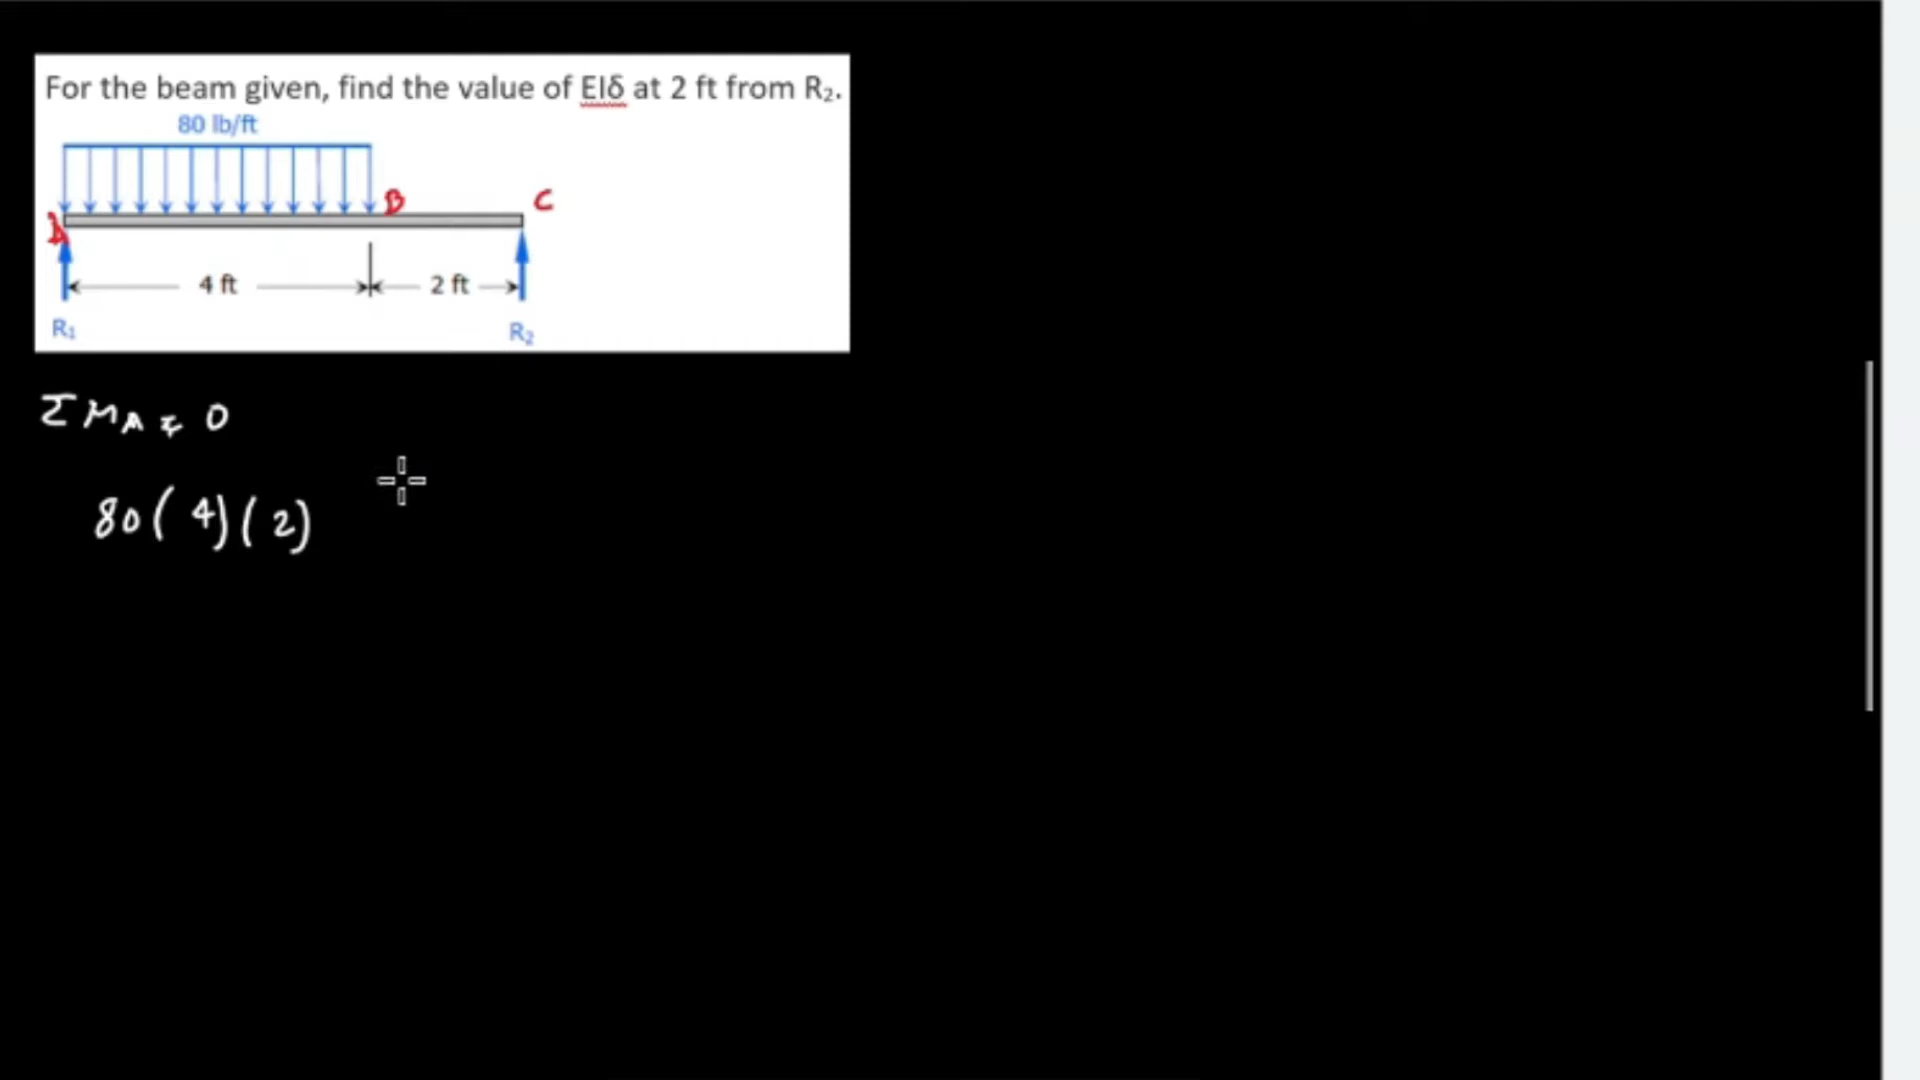 For the beam given, find the value of EIδ at 2 ft from R₂.
80 lb/ft
A B C
4 ft 2 ft
R₁ R₂
ΣM_A = 0
80(4)(2)